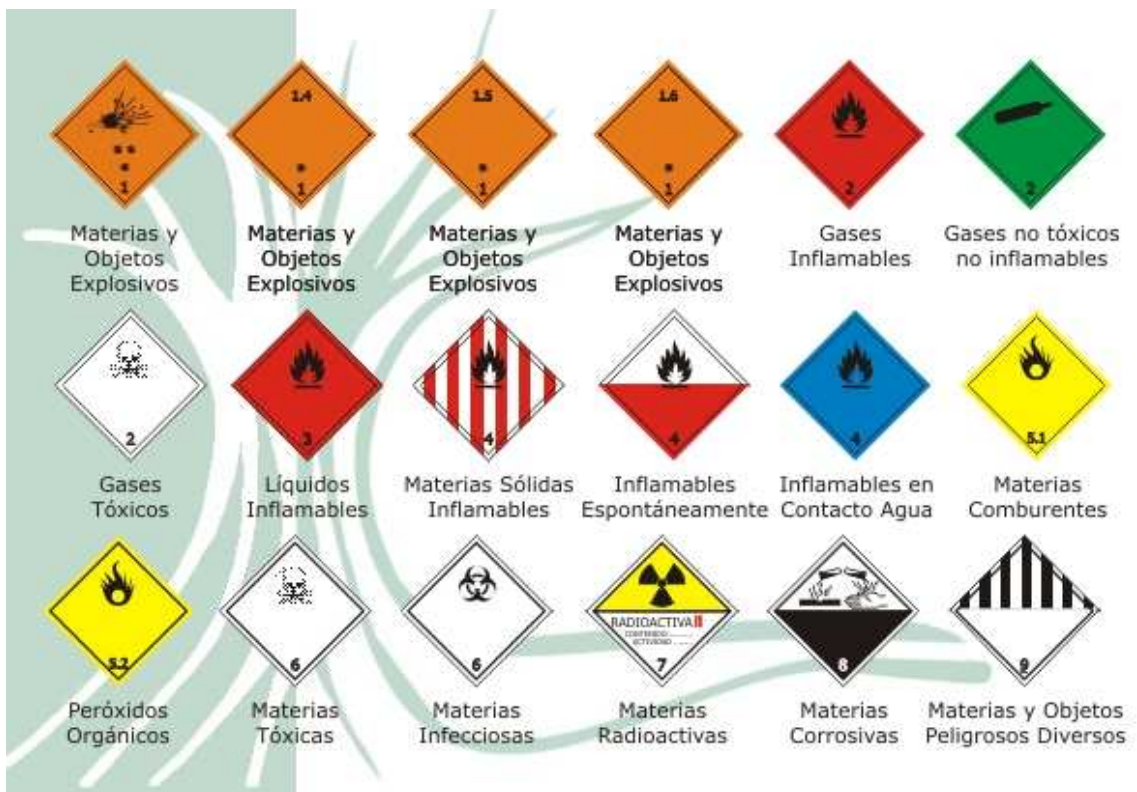 1
1.4
1
1.5
1
1.6
1
2
2
Materias y
Objetos
Explosivos
Materias y
Objetos
Explosivos
Materias y
Objetos
Explosivos
Materias y
Objetos
Explosivos
Gases
Inflamables
Gases no tóxicos
no inflamables
2
3
4
4
4
5.1
Gases
Tóxicos
Líquidos
Inflamables
Materias Sólidas
Inflamables
Inflamables
Espontáneamente
Inflamables en
Contacto Agua
Materias
Comburentes
5.2
6
6
RADIOACTIVA II
CONTENIDO
ACTIVIDAD
7
8
9
Peróxidos
Orgánicos
Materias
Tóxicas
Materias
Infecciosas
Materias
Radioactivas
Materias
Corrosivas
Materias y Objetos
Peligrosos Diversos